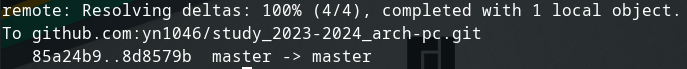 remote: Resolving deltas: 100% (4/4), completed with 1 local object.
To github.com:yn1046/study_2023-2024_arch-pc.git
   85a24b9..8d8579b  master -> master